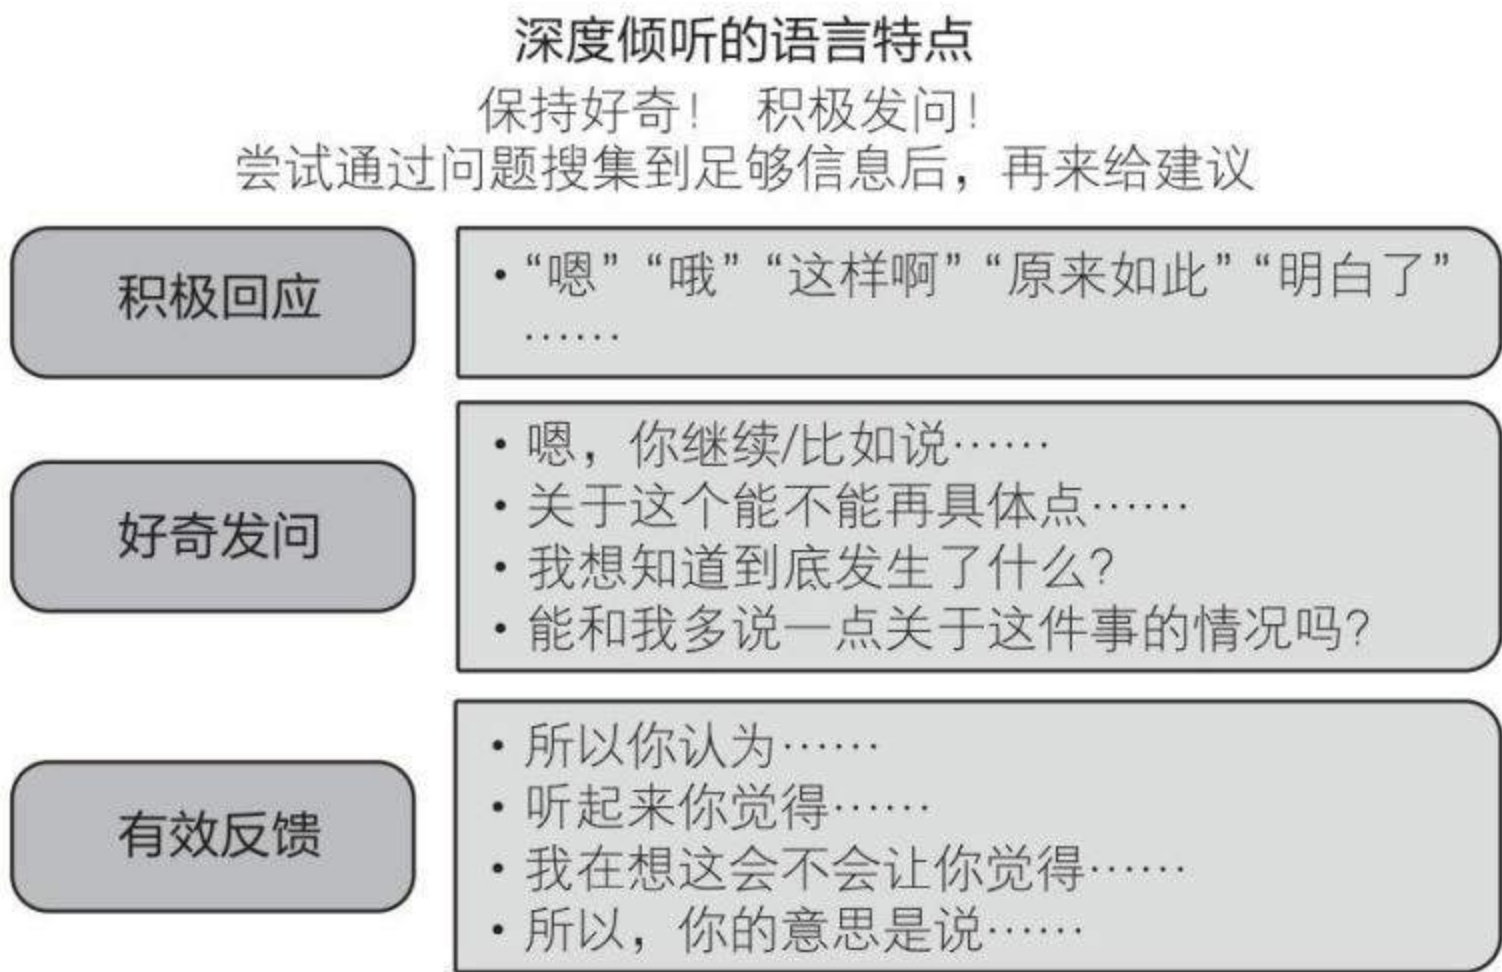 深度倾听的语言特点
保持好奇！ 积极发问！
尝试通过问题搜集到足够信息后，再来给建议
积极回应
•“嗯”“哦”“这样啊”“原来如此”“明白了”
……
好奇发问
• 嗯，你继续/比如说……
• 关于这个能不能再具体点……
• 我想知道到底发生了什么？
• 能和我多说一点关于这件事的情况吗？
有效反馈
• 所以你认为……
• 听起来你觉得……
• 我在想这会不会让你觉得……
• 所以，你的意思是说……